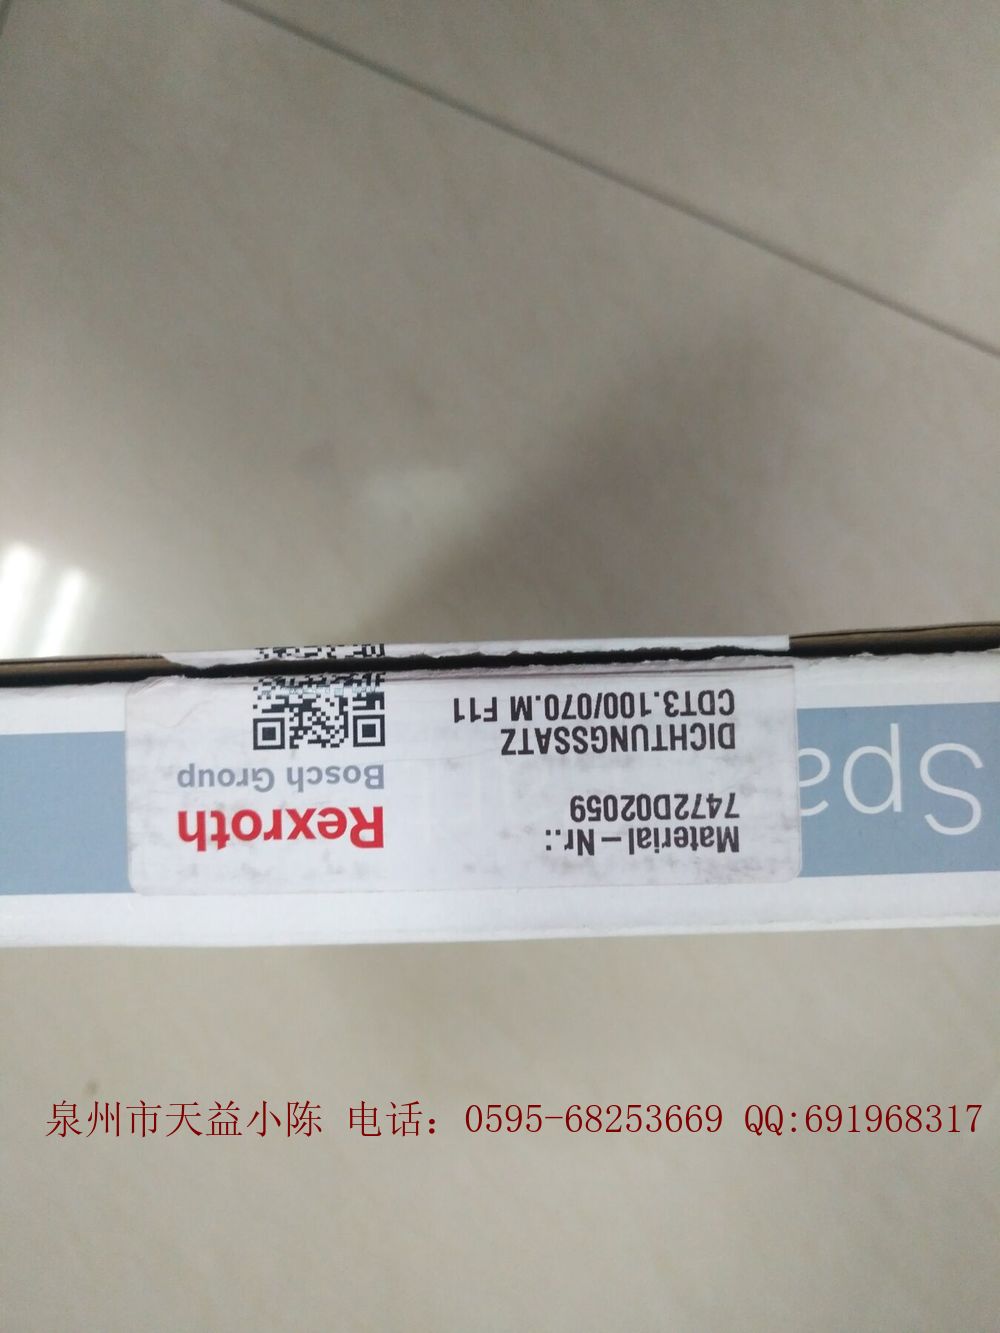 Material-Nr.:
7472D02059
DICHTUNGSSATZ
CDT3.100/070.M F11
Rexroth
Bosch Group
Spa
泉州市天益小陈 电话：0595-68253669 QQ:691968317